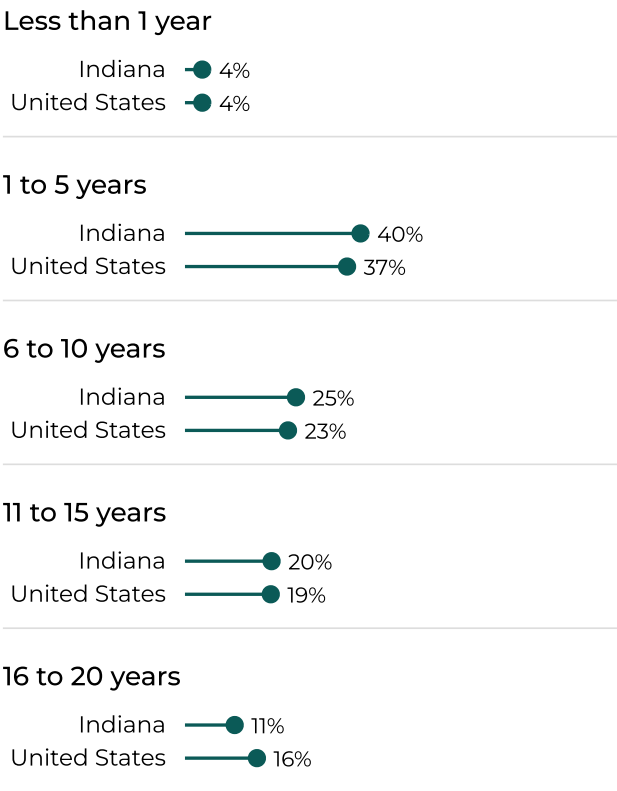 Less than 1 year
Indiana 4%
United States 4%
1 to 5 years
Indiana 40%
United States 37%
6 to 10 years
Indiana 25%
United States 23%
11 to 15 years
Indiana 20%
United States 19%
16 to 20 years
Indiana 11%
United States 16%